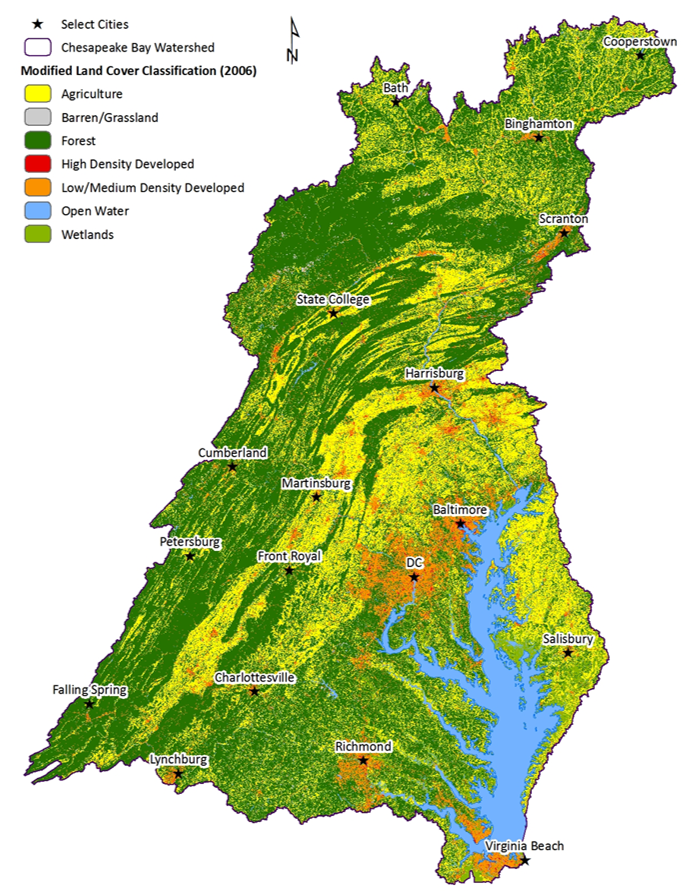 Select Cities
Chesapeake Bay Watershed
Modified Land Cover Classification (2006)
Agriculture
Barren/Grassland
Forest
High Density Developed
Low/Medium Density Developed
Open Water
Wetlands
N
Cooperstown
Bath
Binghamton
Scranton
State College
Harrisburg
Cumberland
Martinsburg
Baltimore
Petersburg
Front Royal
DC
Salisbury
Charlottesville
Falling Spring
Richmond
Lynchburg
Virginia Beach